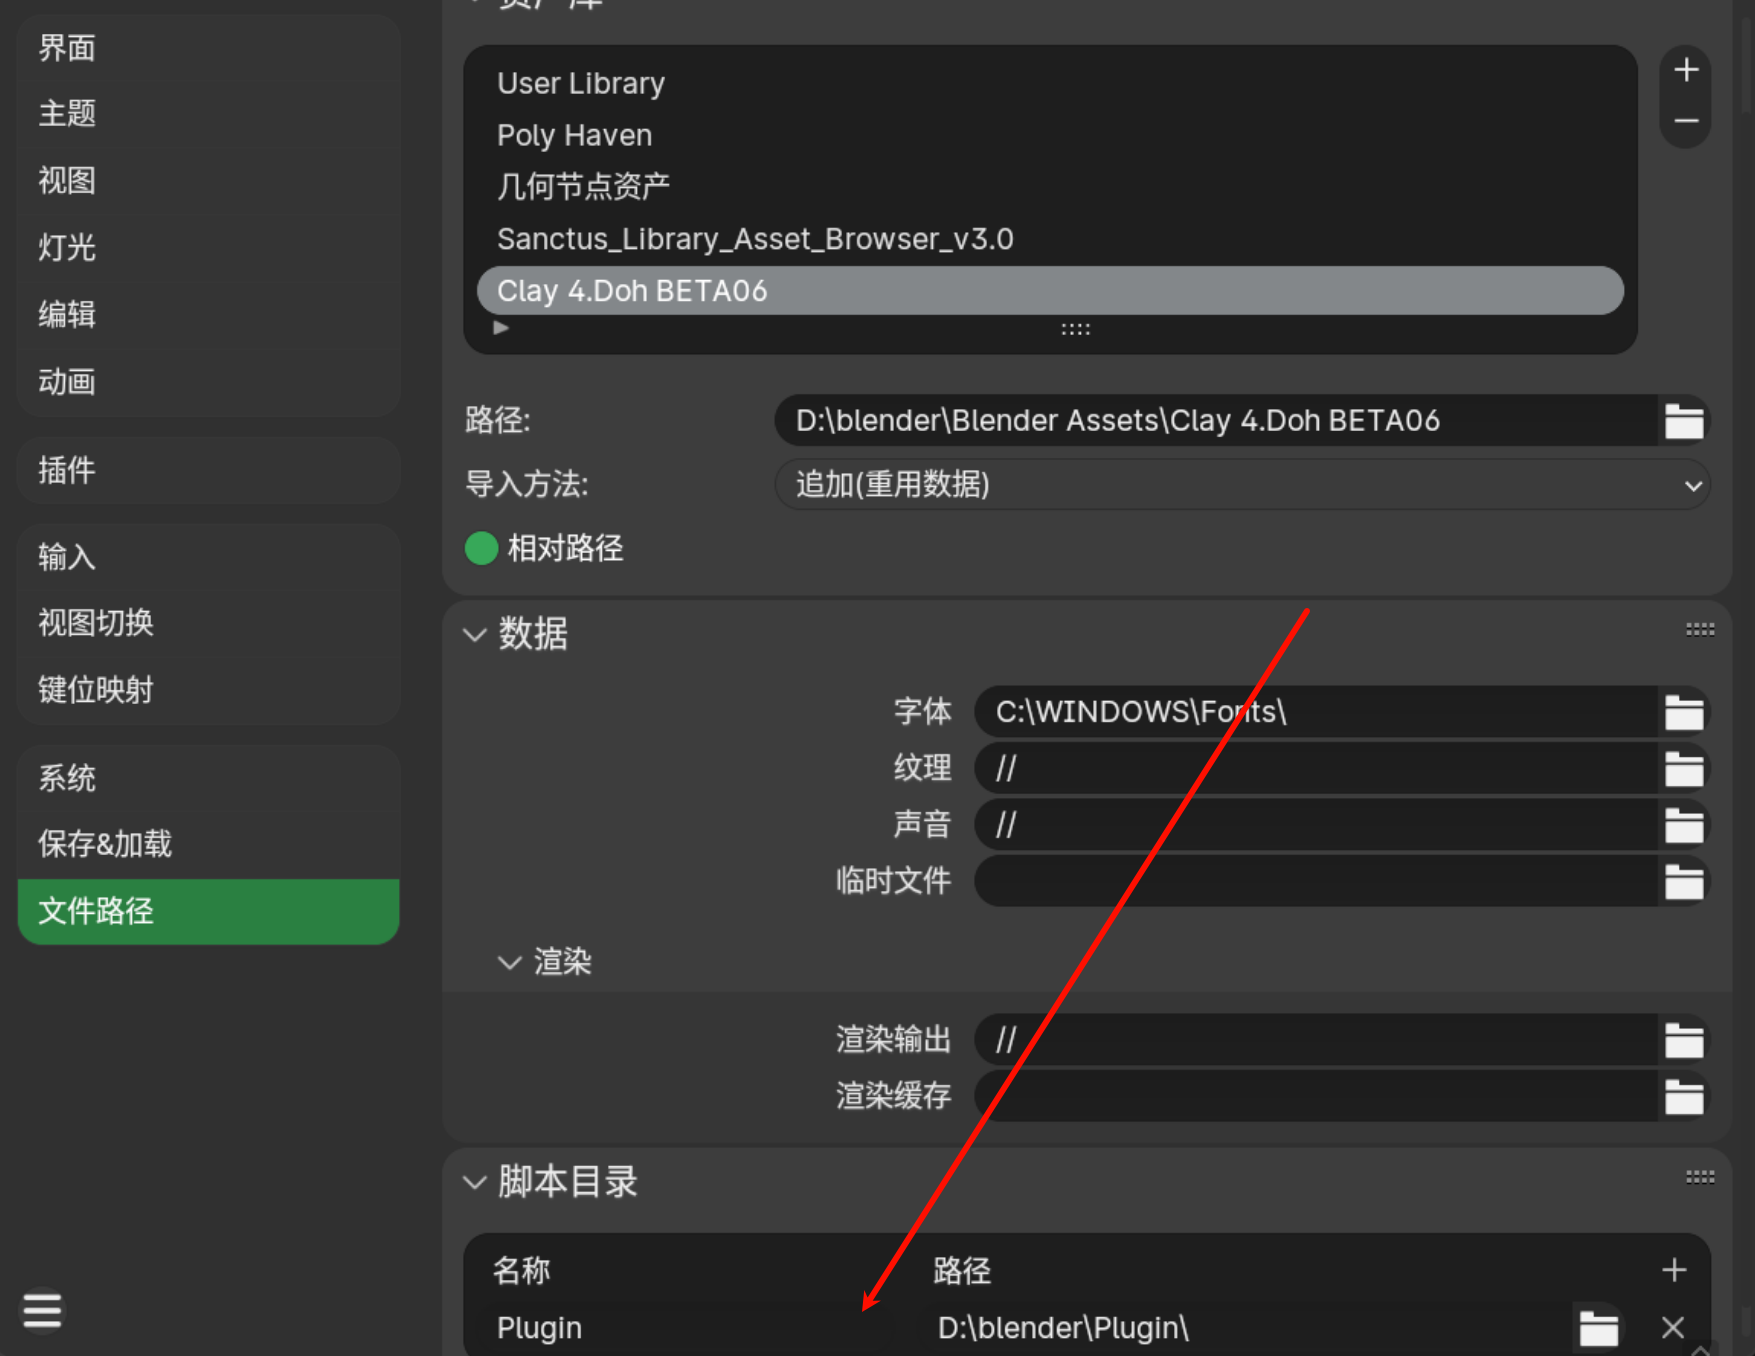 界面
主题
视图
灯光
编辑
动画
插件
输入
视图切换
键位映射
系统
保存&加载
文件路径
资产库
User Library
Poly Haven
几何节点资产
Sanctus_Library_Asset_Browser_v3.0
Clay 4.Doh BETA06
路径: D:\blender\Blender Assets\Clay 4.Doh BETA06
导入方法: 追加(重用数据)
相对路径
数据
字体 C:\WINDOWS\Fonts\
纹理 //
声音 //
临时文件
渲染
渲染输出 //
渲染缓存
脚本目录
名称 路径
Plugin D:\blender\Plugin\